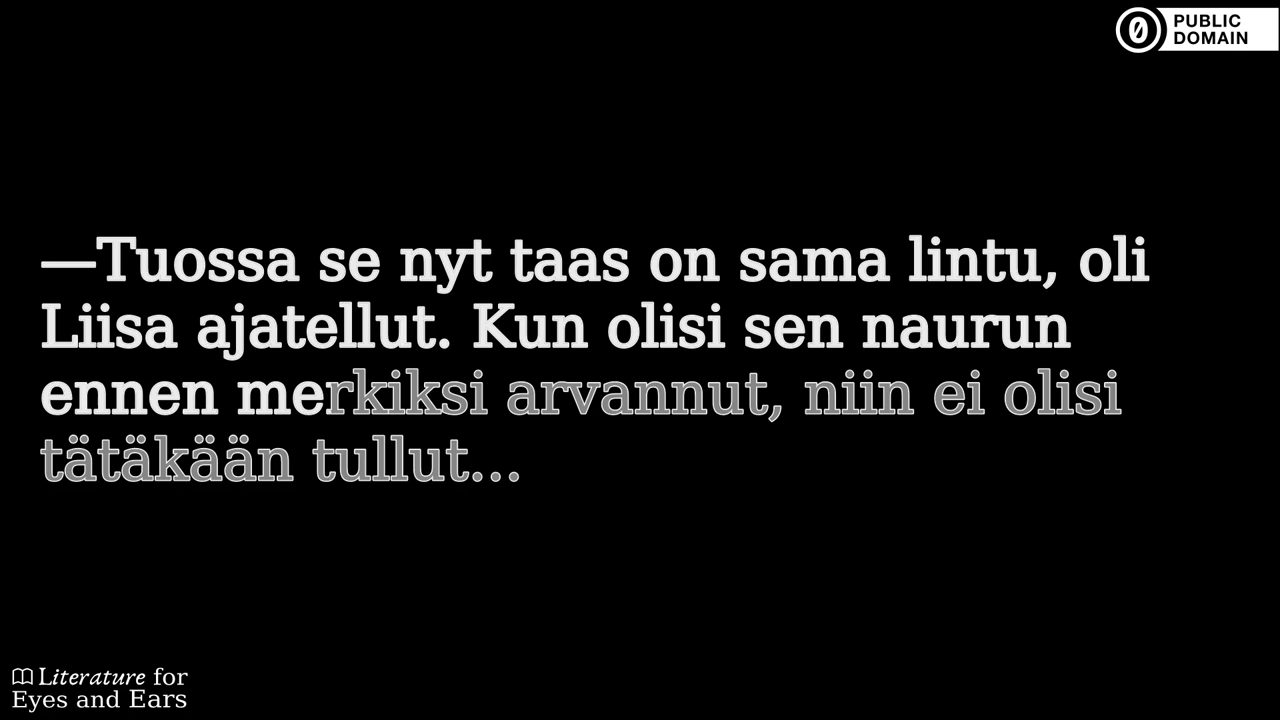 PUBLIC
DOMAIN
—Tuossa se nyt taas on sama lintu, oli
Liisa ajatellut. Kun olisi sen naurun
ennen merkiksi arvannut, niin ei olisi
tätäkään tullut...
Literature for
Eyes and Ears